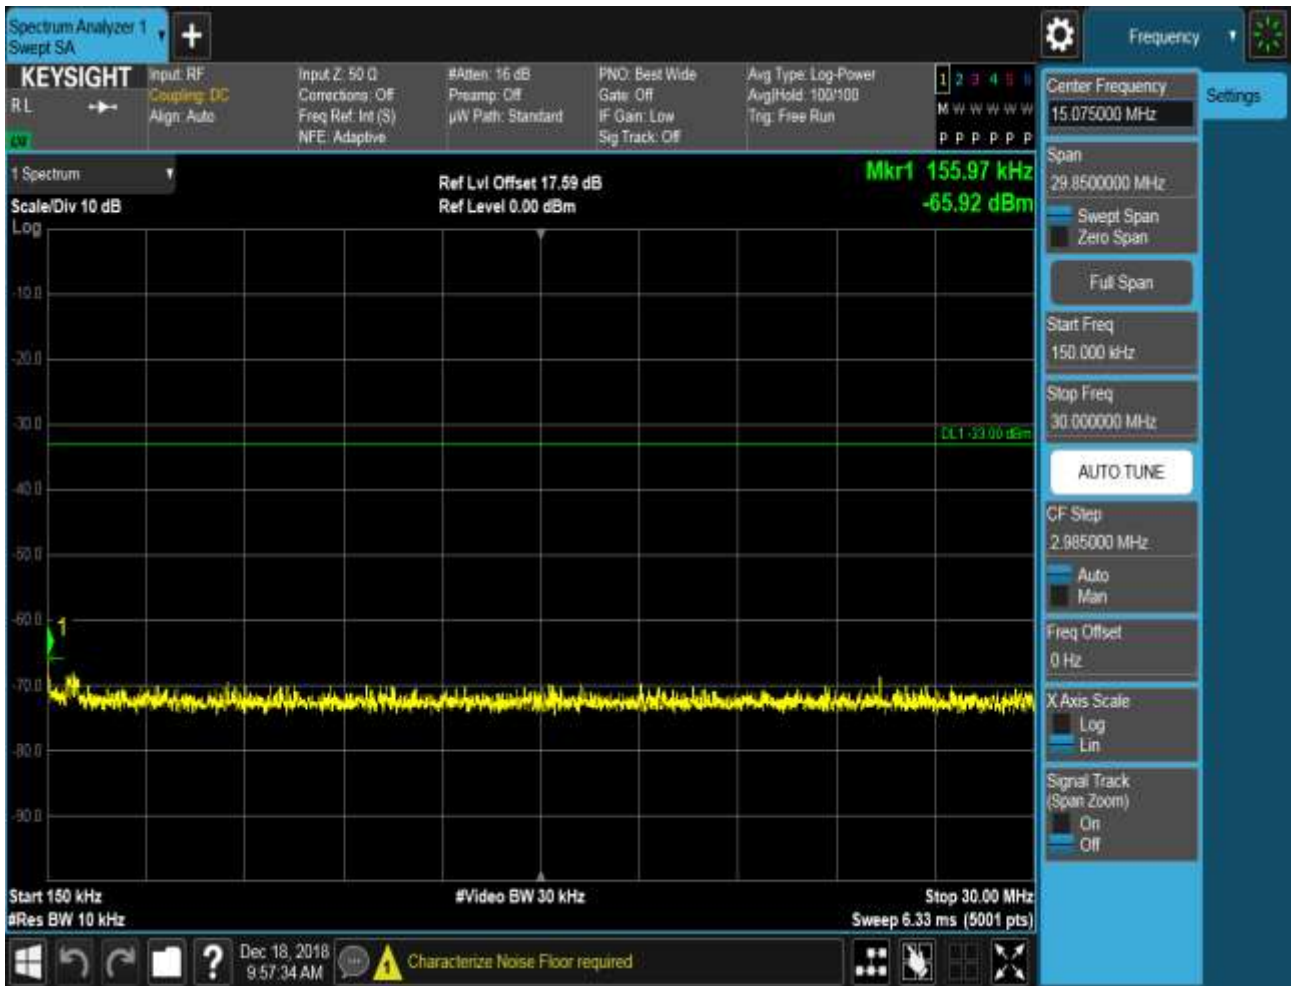 Spectrum Analyzer 1
Swept SA
Frequency
KEYSIGHT
RL
Input: RF
Coupling: DC
Align: Auto
Input Z: 50 Ω
Corrections: Off
Freq Ref: Int (S)
NFE: Adaptive
#Atten: 16 dB
Preamp: Off
µW Path: Standard
PNO: Best Wide
Gate: Off
IF Gain: Low
Sig Track: Off
Avg Type: Log-Power
Avg|Hold: 100/100
Trig: Free Run
1 2 3 4 5 6
M W W W W W
P P P P P P
1 Spectrum
Scale/Div 10 dB
Log
Ref Lvl Offset 17.59 dB
Ref Level 0.00 dBm
Mkr1 155.97 kHz
-65.92 dBm
-10.0
-20.0
-30.0
DL1 -33.00 dBm
-40.0
-50.0
-60.0
1
-70.0
-80.0
-90.0
Start 150 kHz
#Video BW 30 kHz
Stop 30.00 MHz
#Res BW 10 kHz
Sweep 6.33 ms (5001 pts)
Center Frequency
15.075000 MHz
Settings
Span
29.8500000 MHz
Swept Span
Zero Span
Full Span
Start Freq
150.000 kHz
Stop Freq
30.000000 MHz
AUTO TUNE
CF Step
2.985000 MHz
Auto
Man
Freq Offset
0 Hz
X Axis Scale
Log
Lin
Signal Track
(Span Zoom)
On
Off
?
Dec 18, 2018
9:57:34 AM
Characterize Noise Floor required